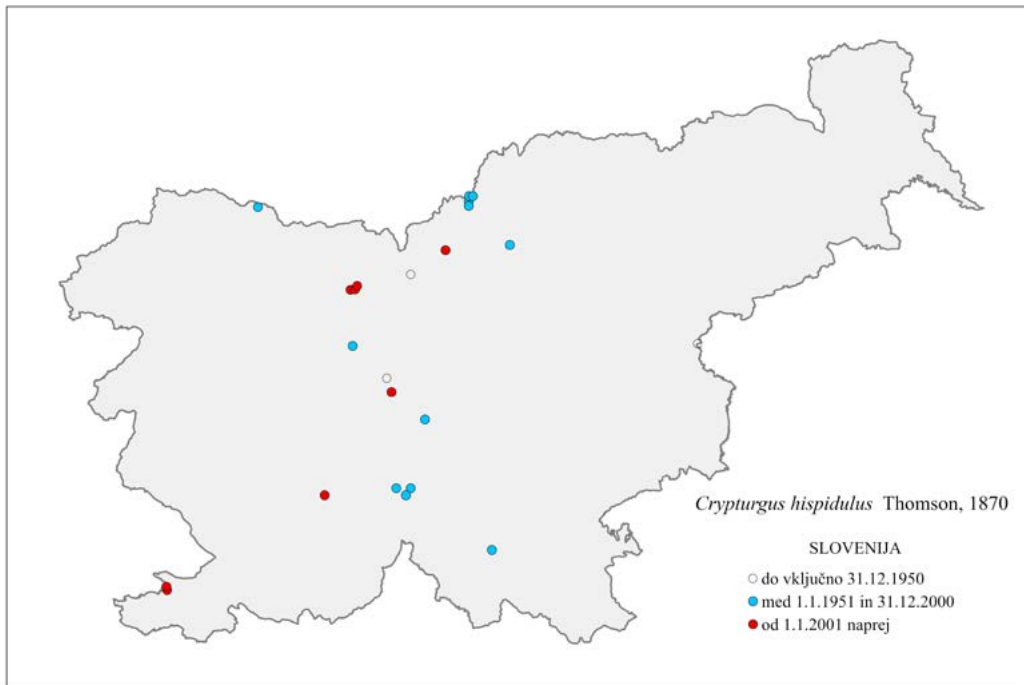 Crypturgus hispidulus Thomson, 1870
SLOVENIJA
do vključno 31.12.1950
med 1.1.1951 in 31.12.2000
od 1.1.2001 naprej